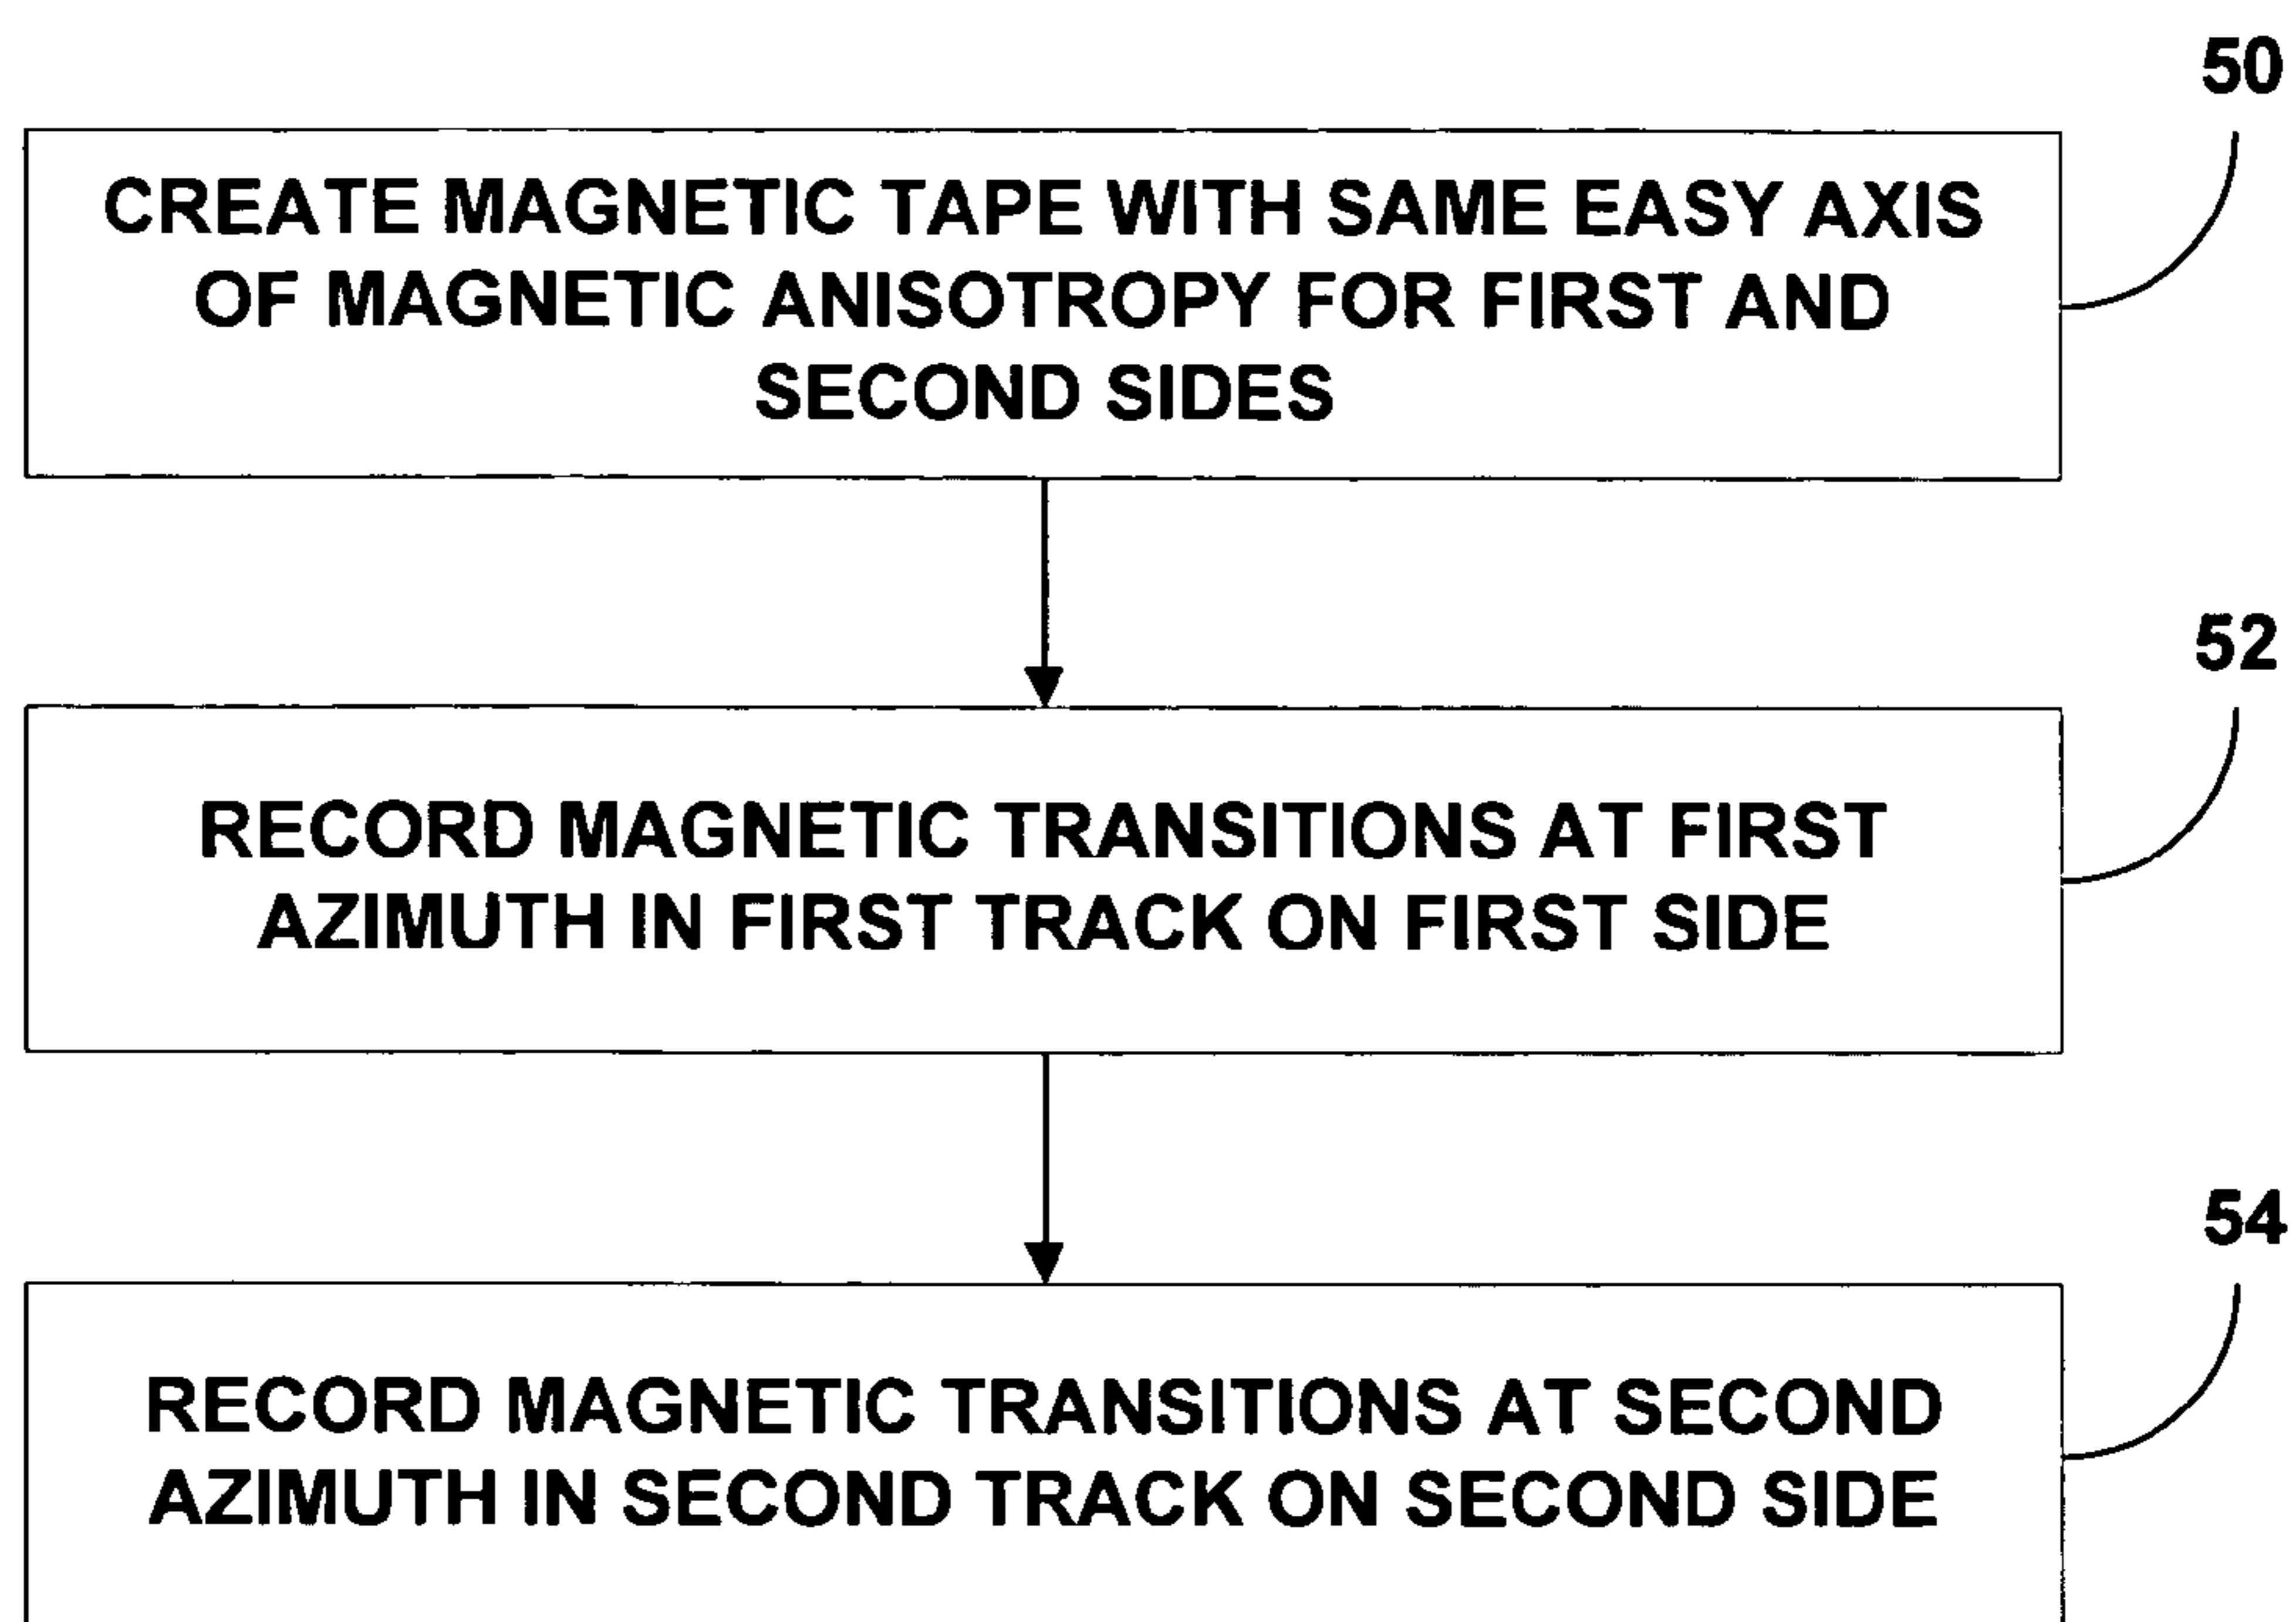 50
CREATE MAGNETIC TAPE WITH SAME EASY AXIS
OF MAGNETIC ANISOTROPY FOR FIRST AND
SECOND SIDES
52
RECORD MAGNETIC TRANSITIONS AT FIRST
AZIMUTH IN FIRST TRACK ON FIRST SIDE
54
RECORD MAGNETIC TRANSITIONS AT SECOND
AZIMUTH IN SECOND TRACK ON SECOND SIDE